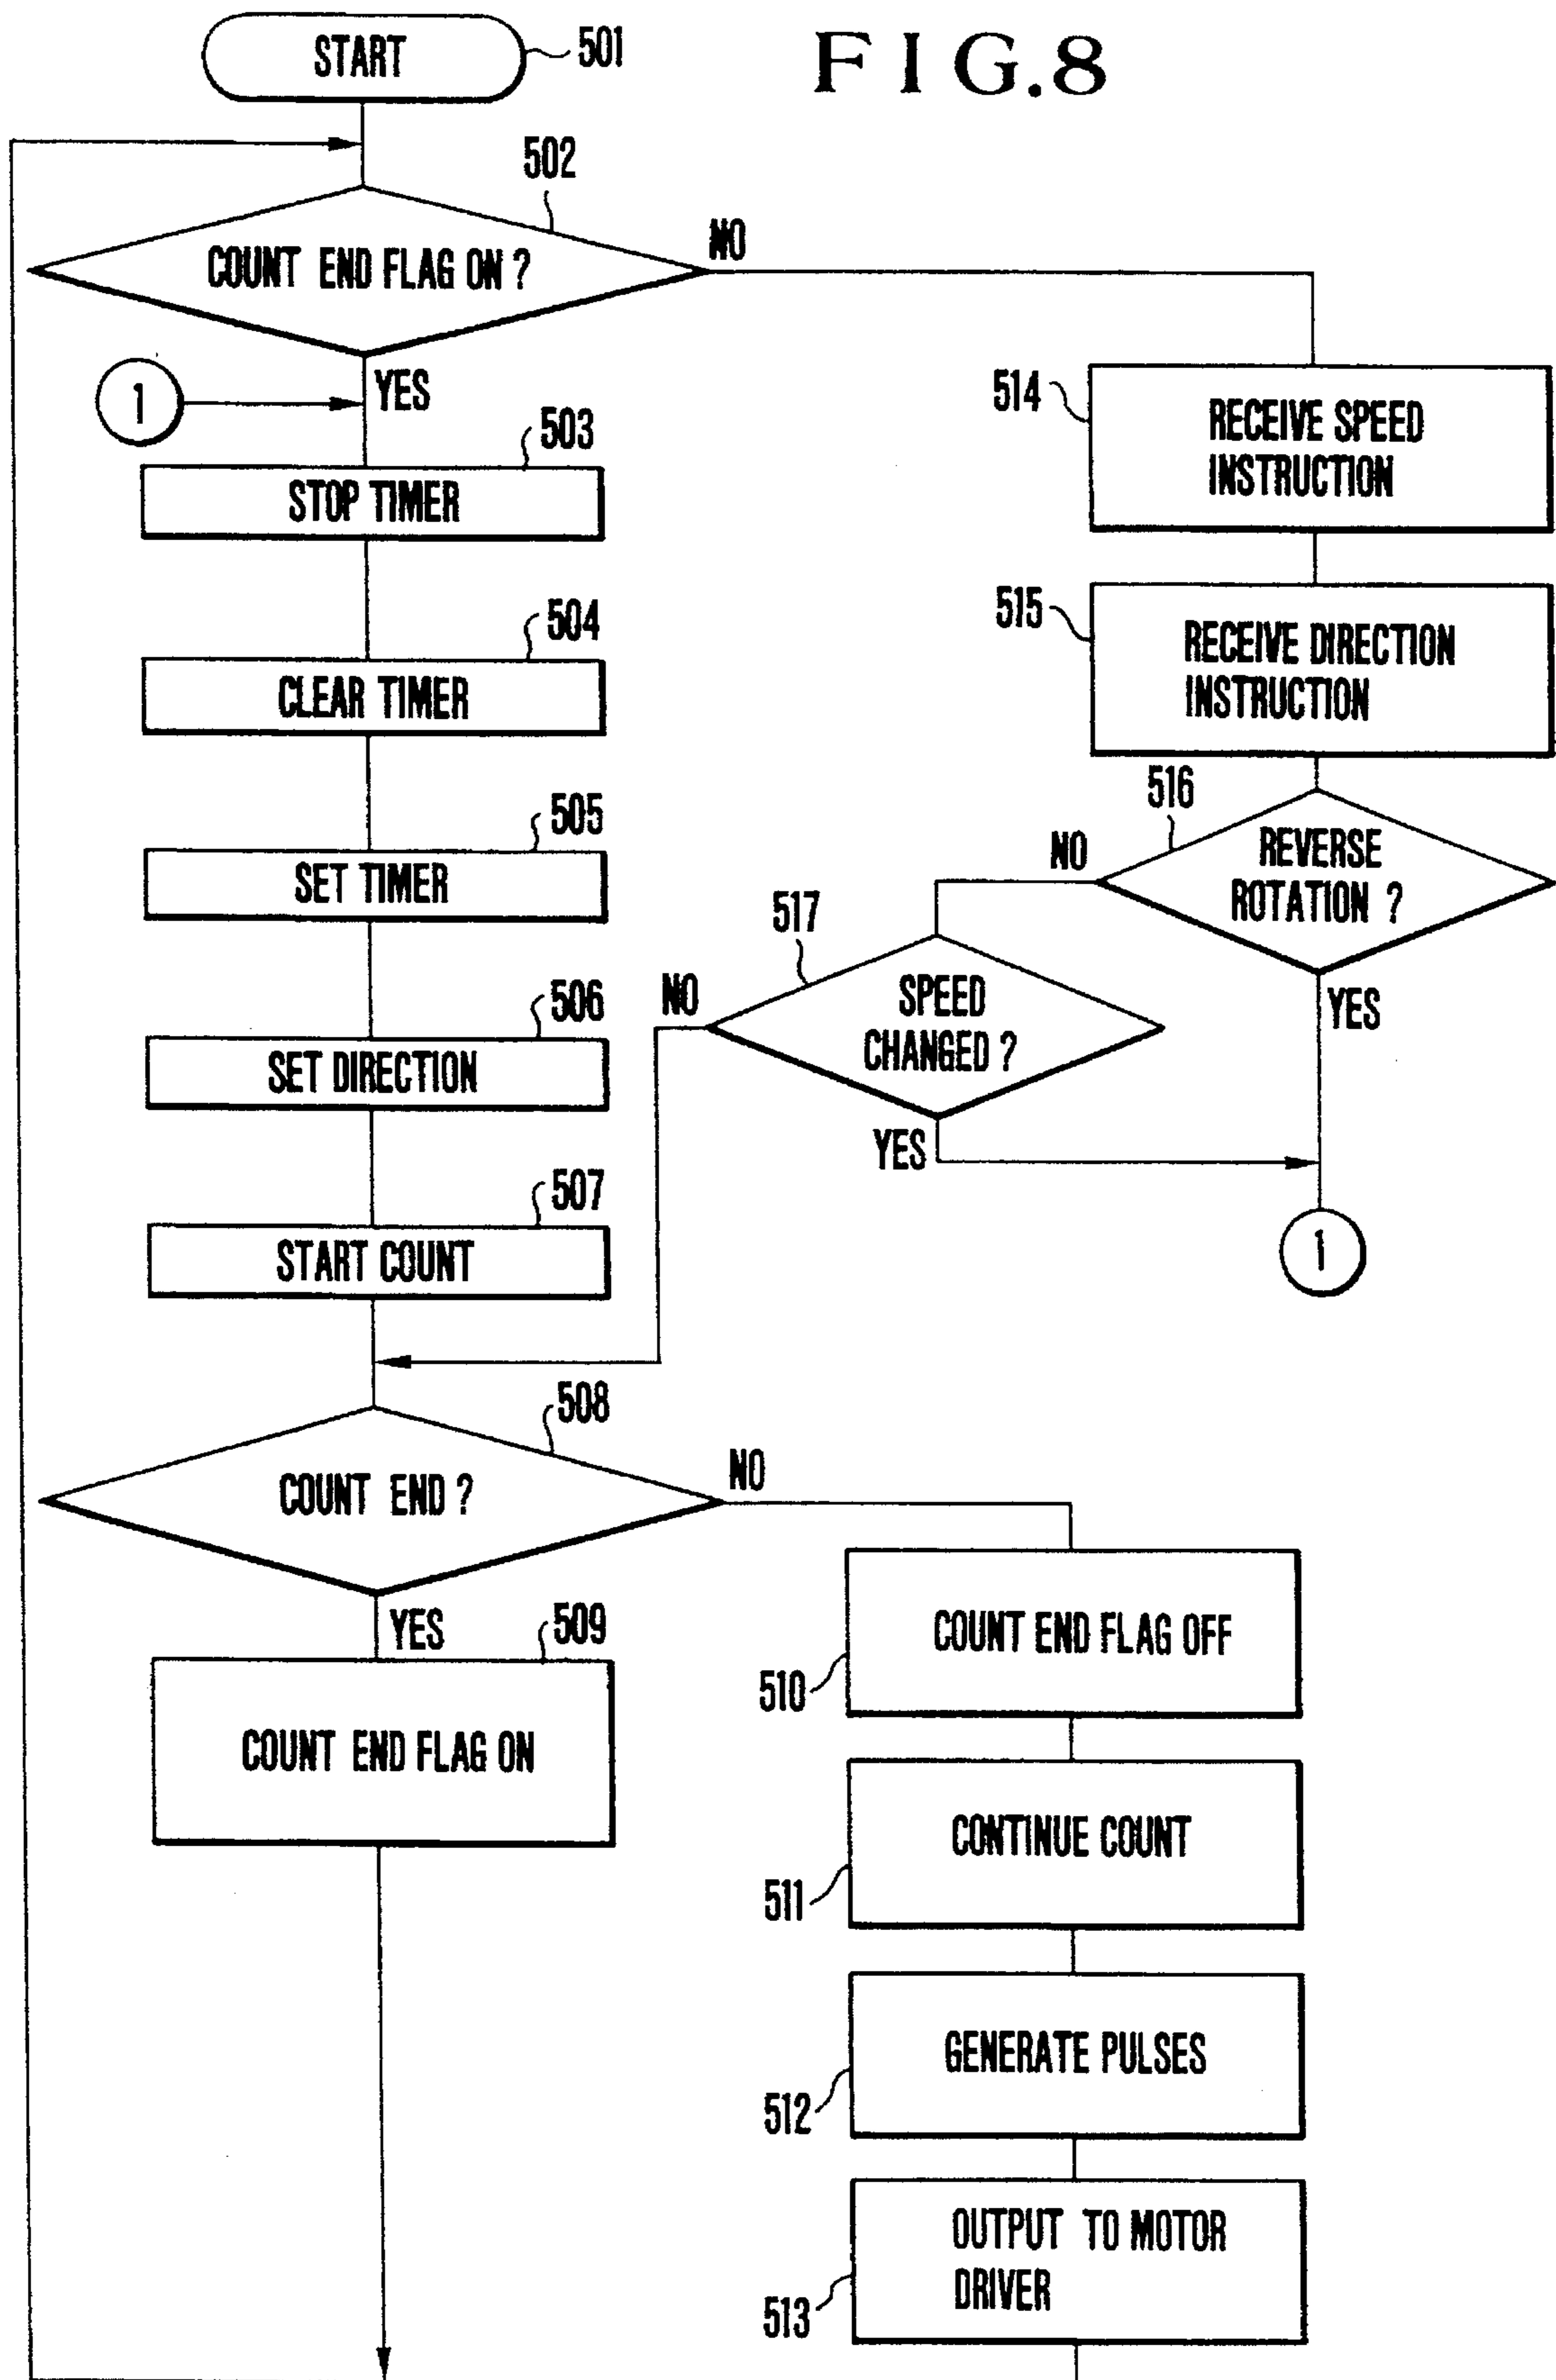 FIG.8
START
501
502
COUNT END FLAG ON ?
NO
YES
1
503
STOP TIMER
504
CLEAR TIMER
505
SET TIMER
506
SET DIRECTION
507
START COUNT
514
RECEIVE SPEED
INSTRUCTION
515
RECEIVE DIRECTION
INSTRUCTION
516
REVERSE
ROTATION ?
NO
YES
517
SPEED
CHANGED ?
NO
YES
1
508
COUNT END ?
NO
YES
509
COUNT END FLAG ON
COUNT END FLAG OFF
510
CONTINUE COUNT
511
GENERATE PULSES
512
OUTPUT TO MOTOR
DRIVER
513